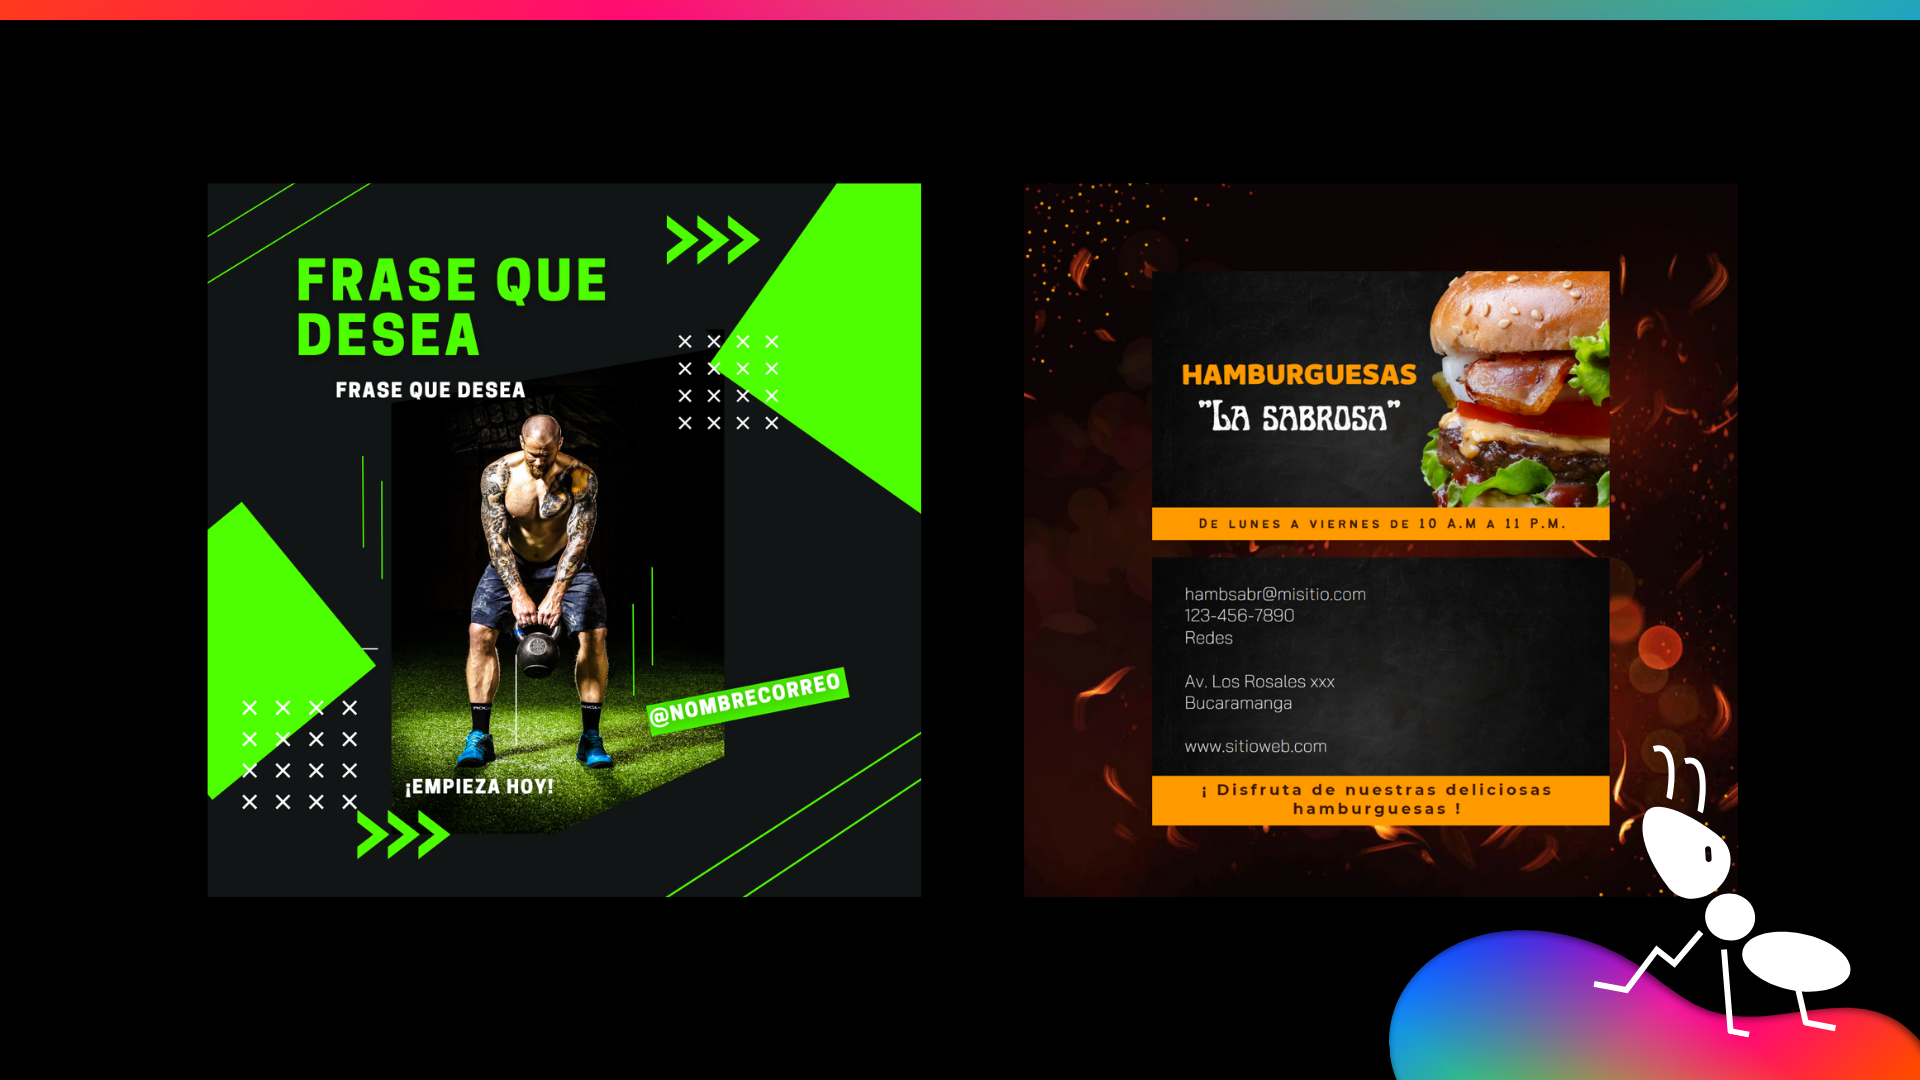 FRASE QUE
DESEA
FRASE QUE DESEA
@NOMBRECORREO
¡EMPIEZA HOY!
HAMBURGUESAS
"LA SABROSA"
DE LUNES A VIERNES DE 10 A.M A 11 P.M.
hambsabr@misitio.com
123-456-7890
Redes
Av. Los Rosales xxx
Bucaramanga
www.sitioweb.com
¡ Disfruta de nuestras deliciosas
hamburguesas !